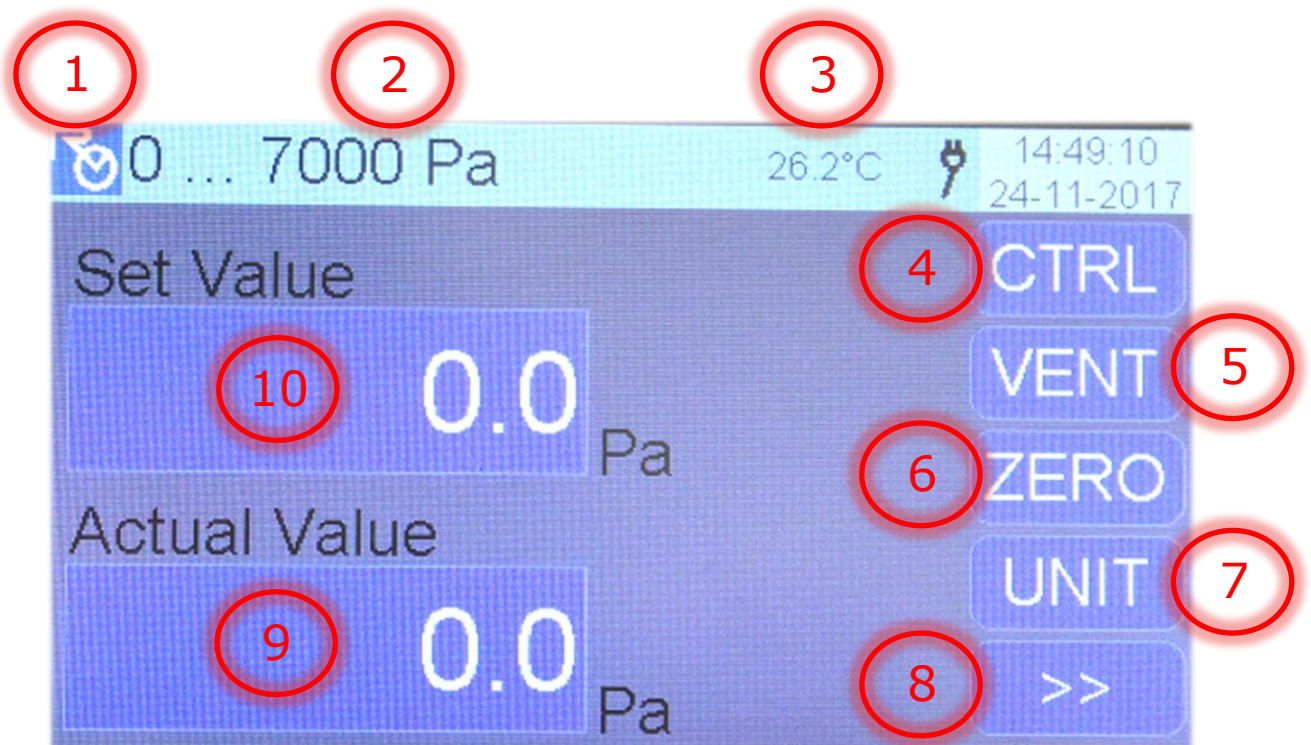 1 2 3
0 ... 7000 Pa 26.2°C 14:49:10
24-11-2017
Set Value 4 CTRL
10 0.0 Pa VENT 5
6 ZERO
Actual Value UNIT 7
9 0.0 Pa 8 >>